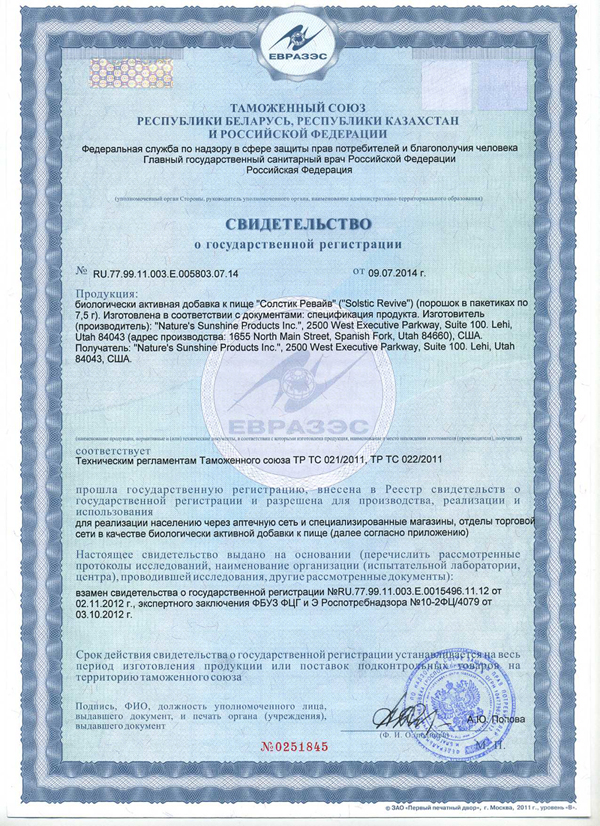 ЕВРАЗЭС
ТАМОЖЕННЫЙ СОЮЗ
РЕСПУБЛИКИ БЕЛАРУСЬ, РЕСПУБЛИКИ КАЗАХСТАН
И РОССИЙСКОЙ ФЕДЕРАЦИИ
Федеральная служба по надзору в сфере защиты прав потребителей и благополучия человека
Главный государственный санитарный врач Российской Федерации
Российская Федерация
(уполномоченный орган Стороны, руководитель уполномоченного органа, наименование административно-территориального образования)
СВИДЕТЕЛЬСТВО
о государственной регистрации
№ RU.77.99.11.003.Е.005803.07.14 от 09.07.2014 г.
Продукция:
биологически активная добавка к пище "Солстик Ревайв" ("Solstic Revive") (порошок в пакетиках по
7,5 г). Изготовлена в соответствии с документами: спецификация продукта. Изготовитель
(производитель): "Nature's Sunshine Products Inc.", 2500 West Executive Parkway, Suite 100. Lehi,
Utah 84043 (адрес производства: 1655 North Main Street, Spanish Fork, Utah 84660), США.
Получатель: "Nature's Sunshine Products Inc.", 2500 West Executive Parkway, Suite 100. Lehi, Utah
84043, США.
ЕВРАЗЭС
(наименование продукции, нормативные и (или) технические документы, в соответствии с которыми изготовлена продукция, наименование и место нахождения изготовителя (производителя), получателя)
соответствует
Техническим регламентам Таможенного союза ТР ТС 021/2011, ТР ТС 022/2011
прошла государственную регистрацию, внесена в Реестр свидетельств о
государственной регистрации и разрешена для производства, реализации и
использования
для реализации населению через аптечную сеть и специализированные магазины, отделы торговой
сети в качестве биологически активной добавки к пище (далее согласно приложению)
Настоящее свидетельство выдано на основании (перечислить рассмотренные
протоколы исследований, наименование организации (испытательной лаборатории,
центра), проводившей исследования, другие рассмотренные документы):
взамен свидетельства о государственной регистрации №RU.77.99.11.003.Е.0015496.11.12 от
02.11.2012 г., экспертного заключения ФБУЗ ФЦГ и Э Роспотребнадзора №10-2ФЦ/4079 от
03.10.2012 г.
Срок действия свидетельства о государственной регистрации устанавливается на весь
период изготовления продукции или поставок подконтрольных товаров на
территорию таможенного союза
Подпись, ФИО, должность уполномоченного лица,
выдавшего документ, и печать органа (учреждения),
выдавшего документ
А.Ю. Попова
№0251845
М. П.
© ЗАО «Первый печатный двор», г. Москва, 2011 г., уровень «В».